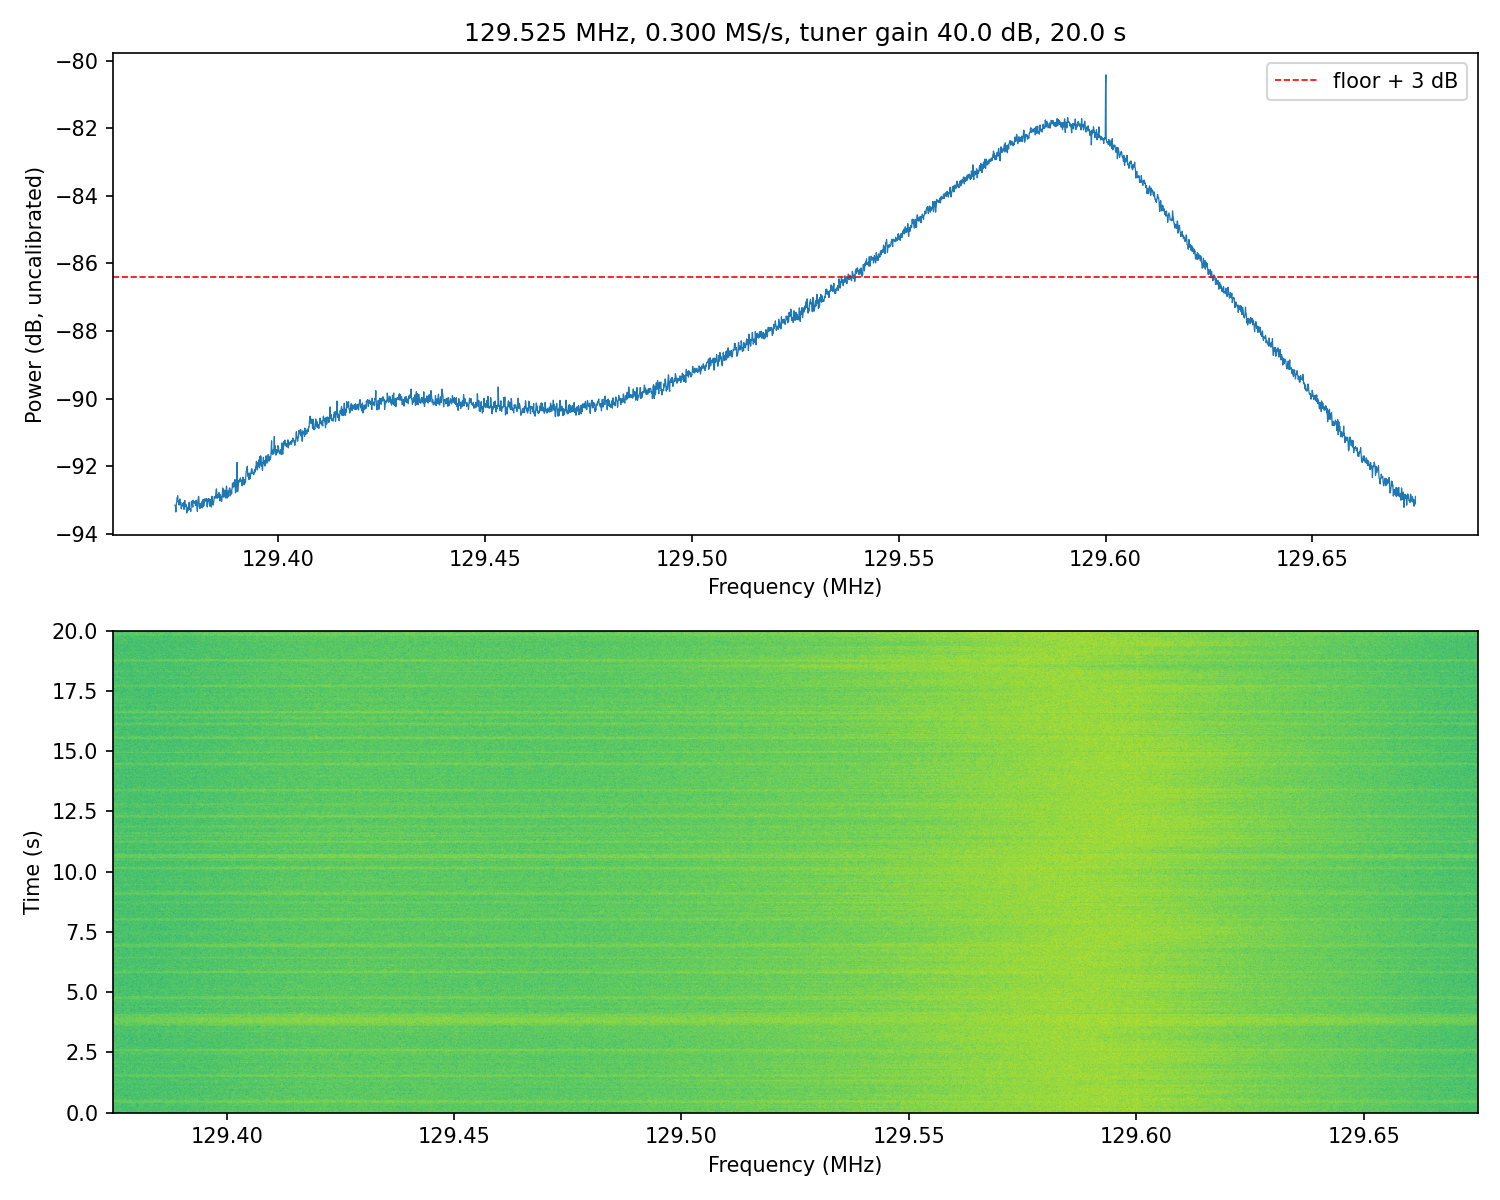 129.525 MHz, 0.300 MS/s, tuner gain 40.0 dB, 20.0 s
floor + 3 dB
Power (dB, uncalibrated)
−80
−82
−84
−86
−88
−90
−92
−94
129.40 129.45 129.50 129.55 129.60 129.65
Frequency (MHz)
Time (s)
20.0
17.5
15.0
12.5
10.0
7.5
5.0
2.5
0.0
129.40 129.45 129.50 129.55 129.60 129.65
Frequency (MHz)